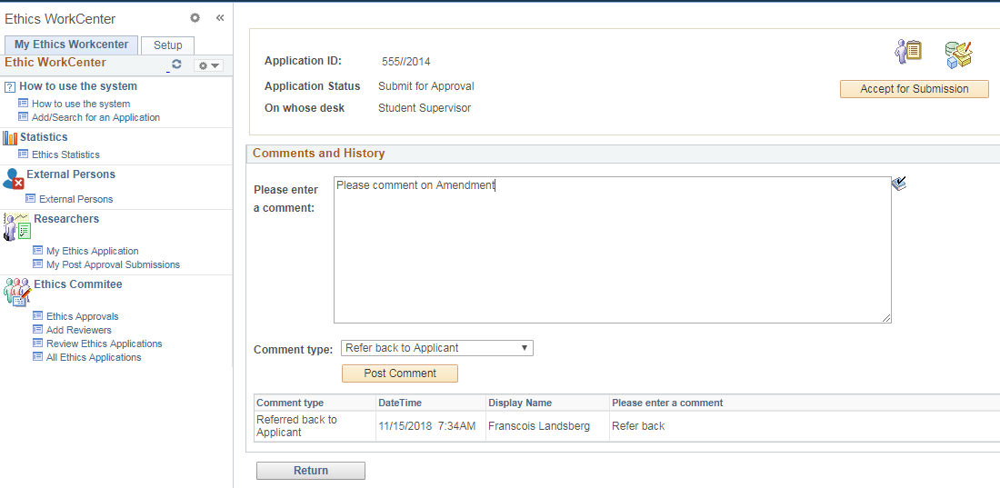 Ethics WorkCenter
My Ethics Workcenter Setup
Ethic WorkCenter
How to use the system
How to use the system
Add/Search for an Application
Statistics
Ethics Statistics
External Persons
External Persons
Researchers
My Ethics Application
My Post Approval Submissions
Ethics Commitee
Ethics Approvals
Add Reviewers
Review Ethics Applications
All Ethics Applications
Application ID: 555//2014
Application Status Submit for Approval
Accept for Submission
On whose desk Student Supervisor
Comments and History
Please enter
a comment:
Please comment on Amendment
Comment type: Refer back to Applicant
Post Comment
Comment type DateTime Display Name Please enter a comment
Referred back to
Applicant
11/15/2018 7:34AM Franscois Landsberg Refer back
Return